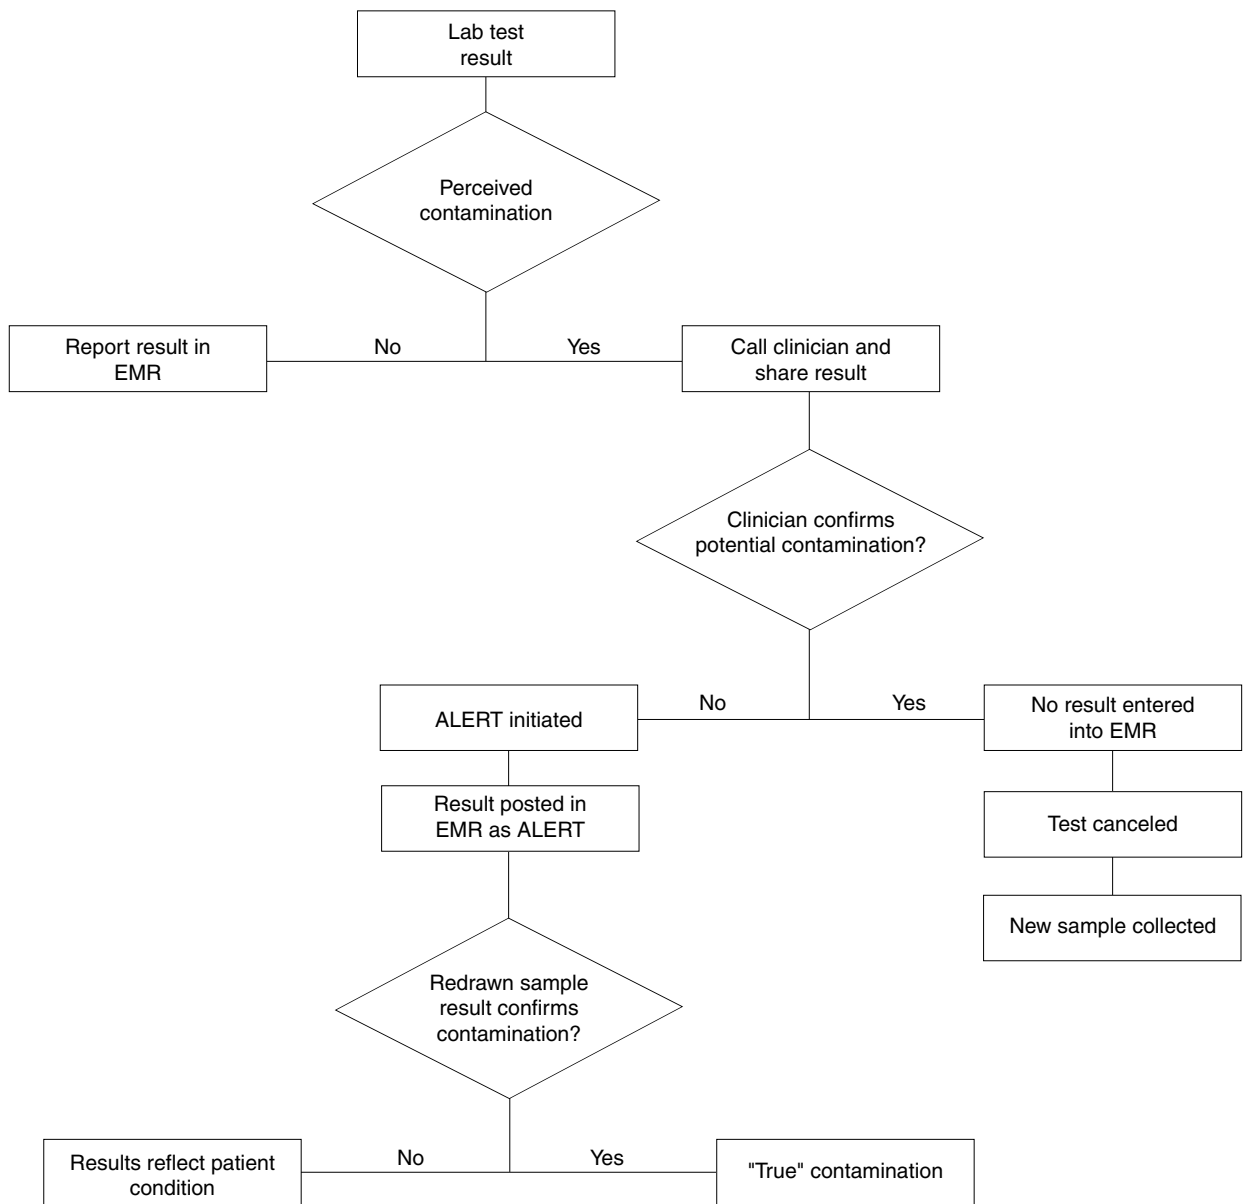 Lab test
result
Perceived
contamination
No
Yes
Report result in
EMR
Call clinician and
share result
Clinician confirms
potential contamination?
No
Yes
ALERT initiated
No result entered
into EMR
Result posted in
EMR as ALERT
Test canceled
New sample collected
Redrawn sample
result confirms
contamination?
No
Yes
Results reflect patient
condition
"True" contamination